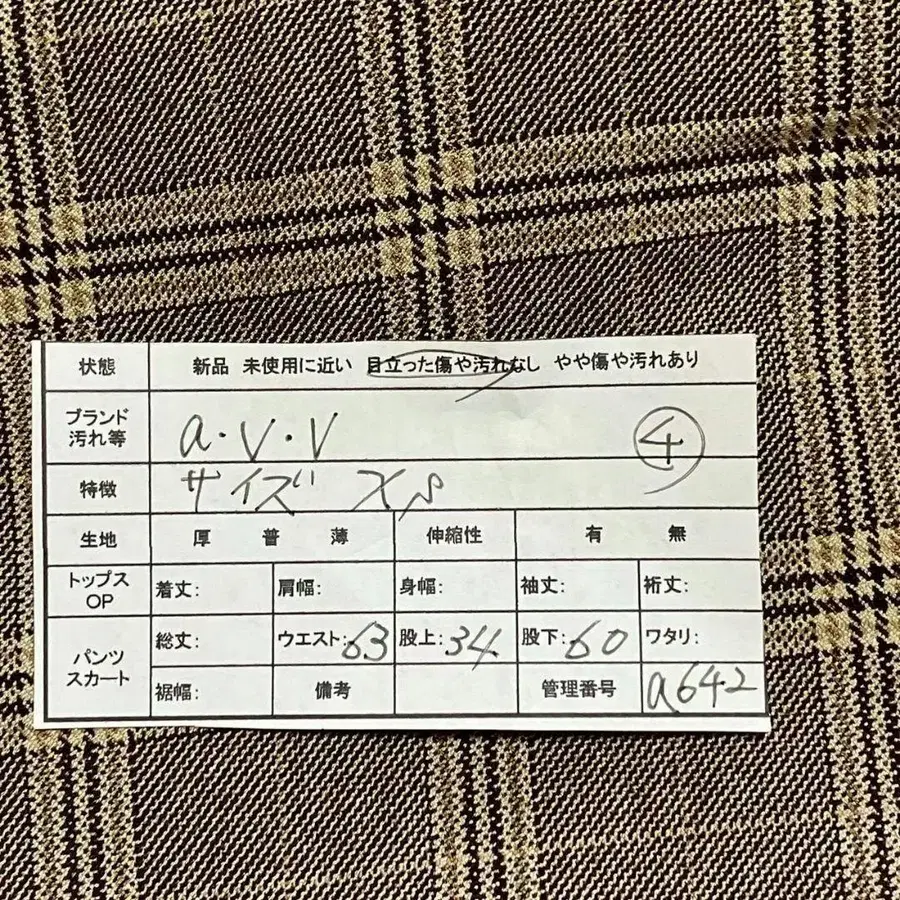 状態 新品 未使用に近い 目立った傷や汚れなし やや傷や汚れあり
ブランド
汚れ等 a.v.v ④
特徴 サイズ XS
生地 厚 普 薄 伸縮性 有 無
トップス
OP 着丈: 肩幅: 身幅: 袖丈: 裄丈:
パンツ
スカート 総丈: ウエスト:63 股上:34 股下:60 ワタリ:
裾幅: 備考 管理番号 a642